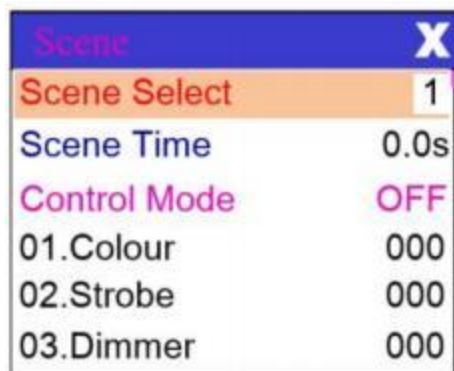 Scene X
Scene Select 1
Scene Time 0.0s
Control Mode OFF
01.Colour 000
02.Strobe 000
03.Dimmer 000